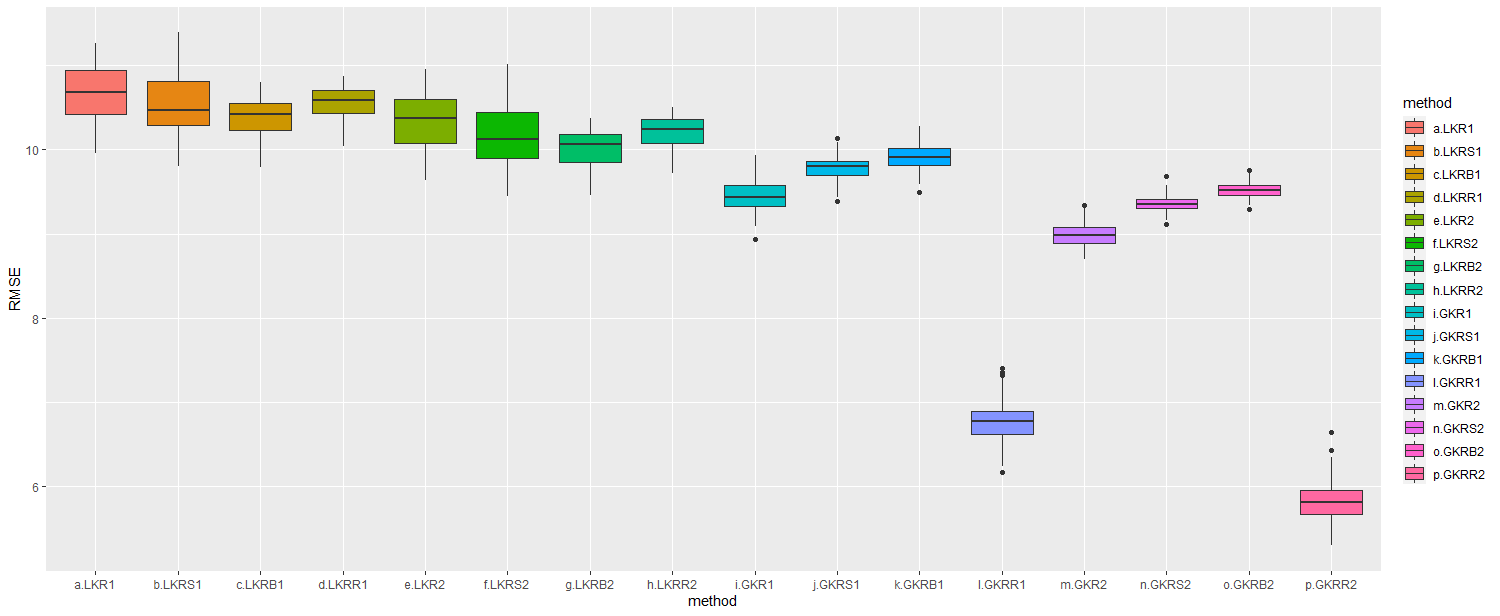 RMSE
10
8
6
a.LKR1 b.LKRS1 c.LKRB1 d.LKRR1 e.LKR2 f.LKRS2 g.LKRB2 h.LKRR2 i.GKR1 j.GKRS1 k.GKRB1 l.GKRR1 m.GKR2 n.GKRS2 o.GKRB2 p.GKRR2
method
method
a.LKR1
b.LKRS1
c.LKRB1
d.LKRR1
e.LKR2
f.LKRS2
g.LKRB2
h.LKRR2
i.GKR1
j.GKRS1
k.GKRB1
l.GKRR1
m.GKR2
n.GKRS2
o.GKRB2
p.GKRR2